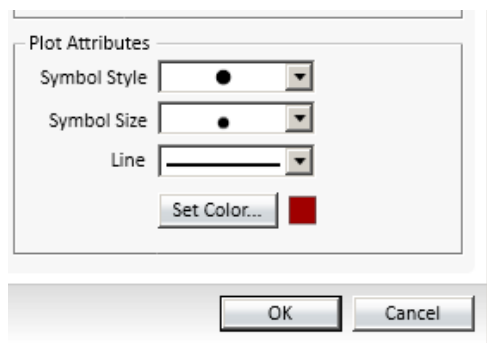 Plot Attributes
Symbol Style
Symbol Size
Line
Set Color...
OK Cancel